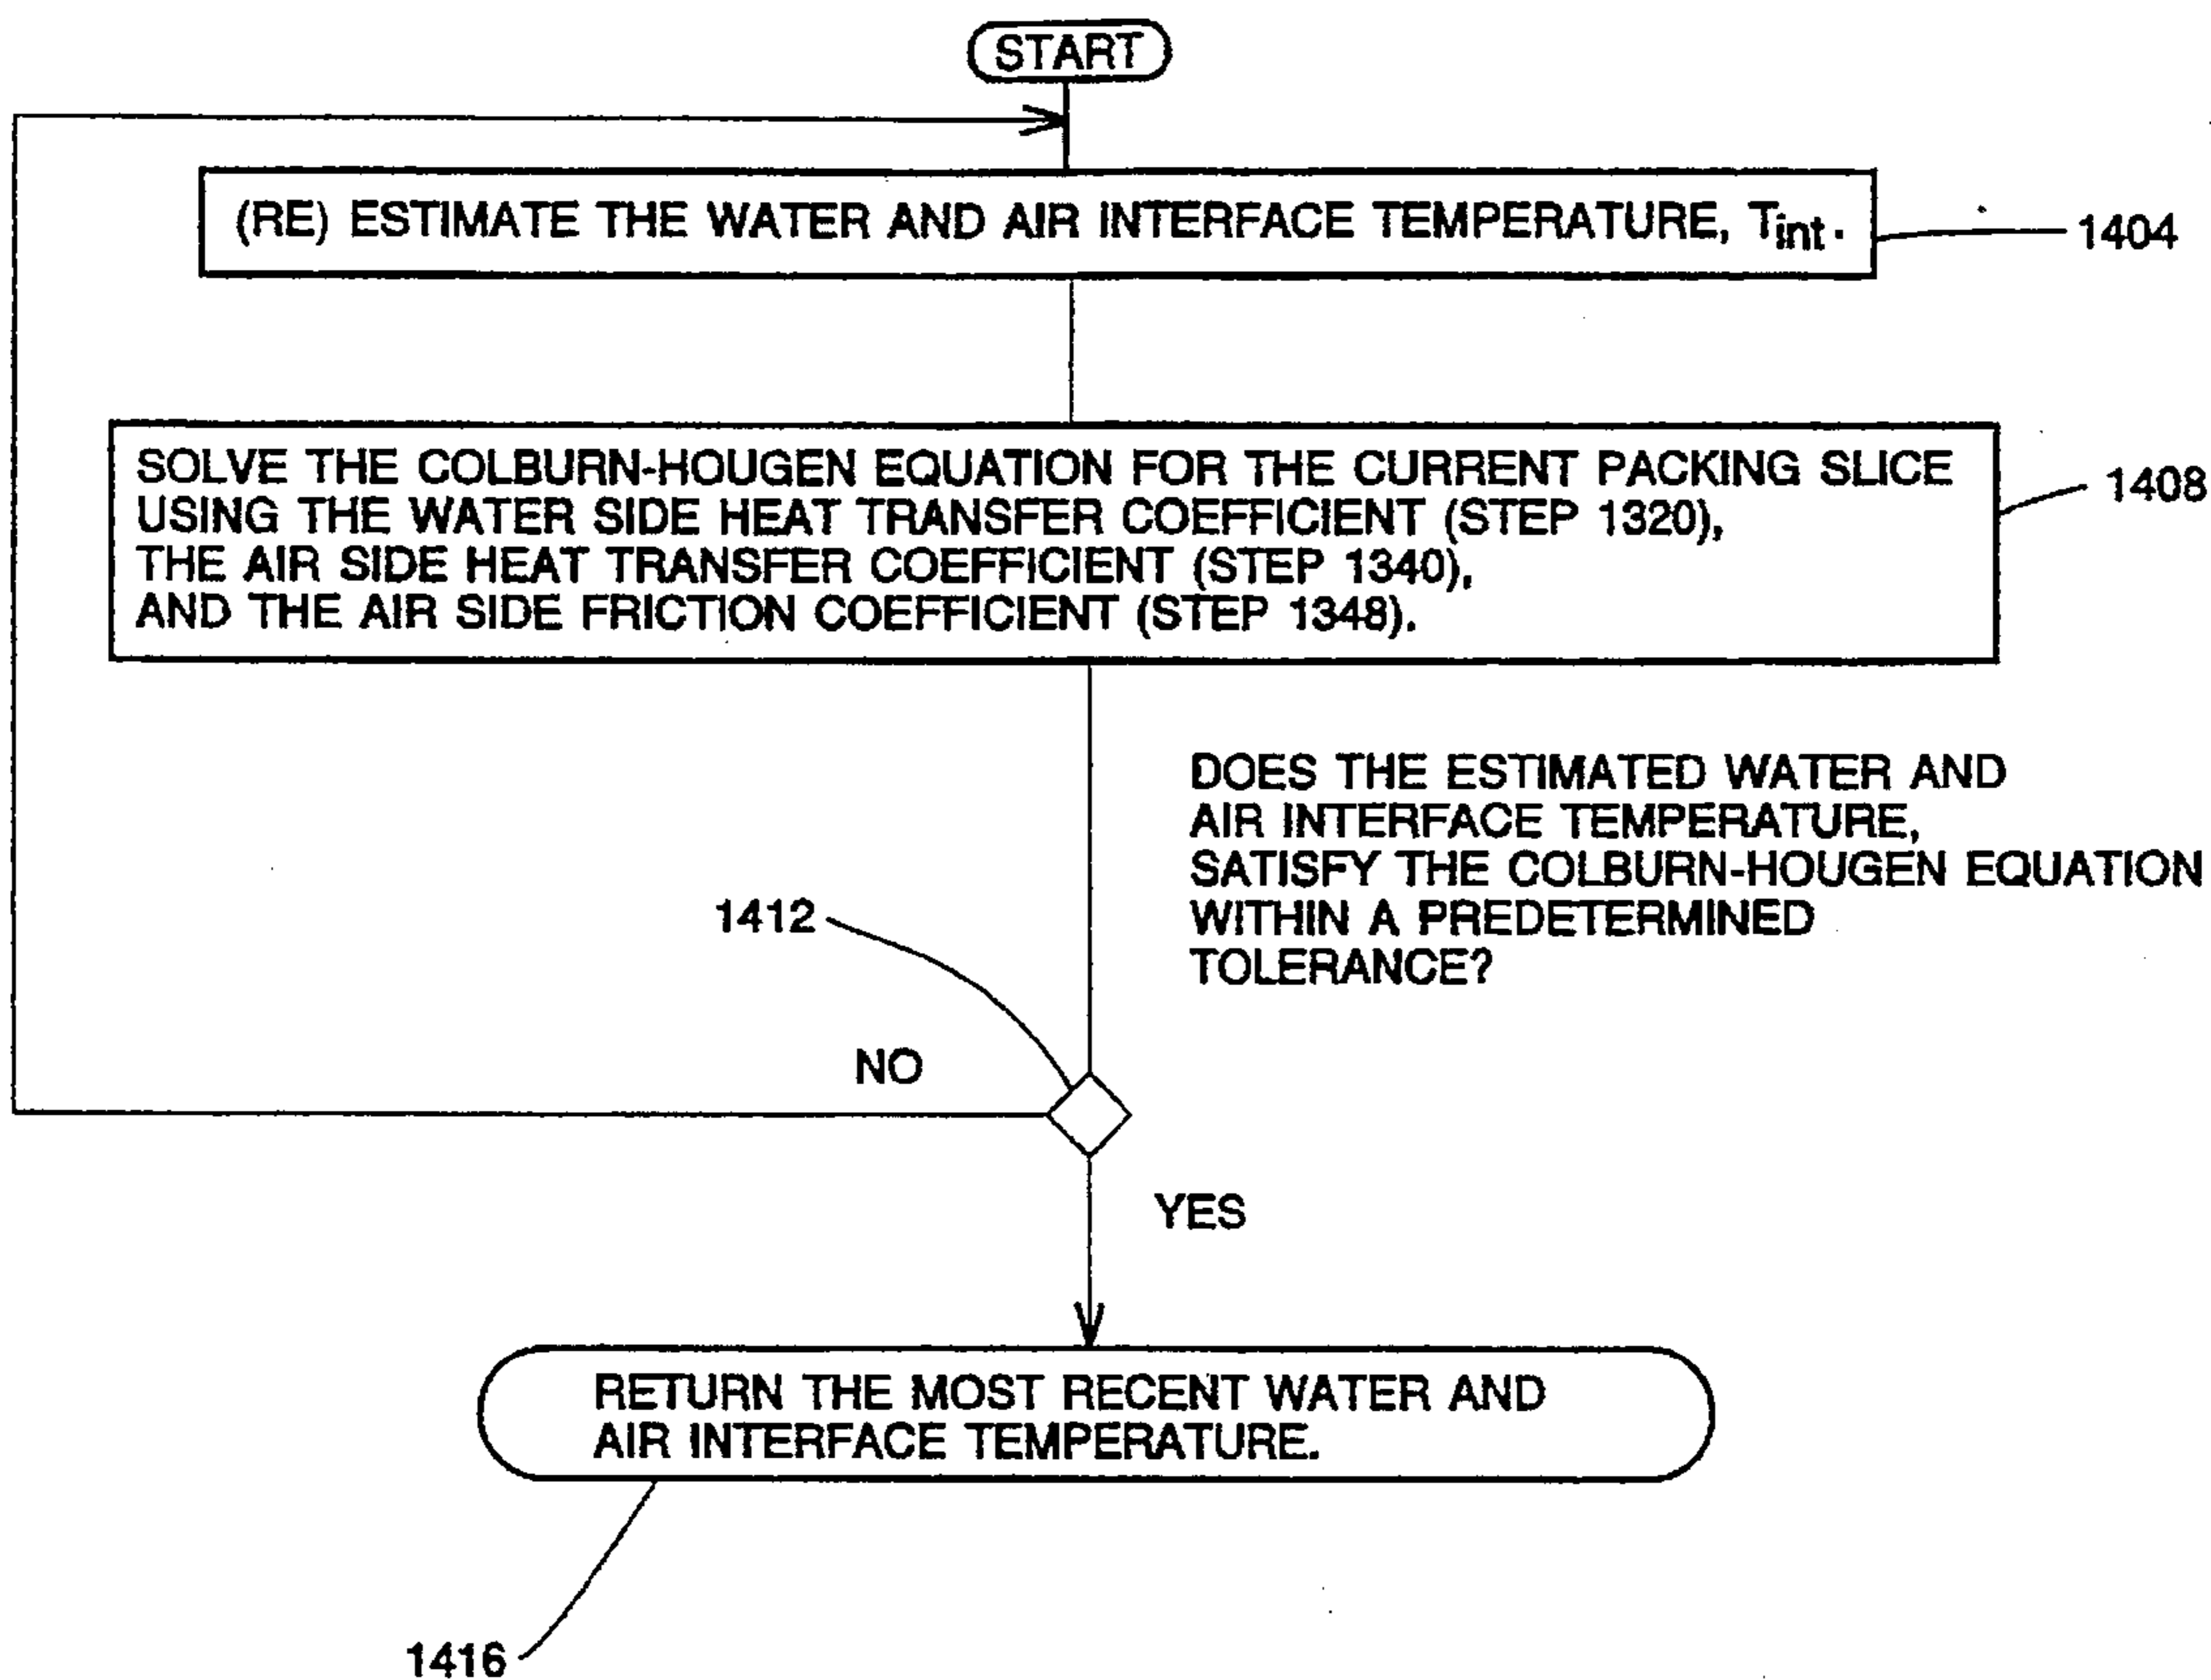 START
(RE) ESTIMATE THE WATER AND AIR INTERFACE TEMPERATURE, Tint.
1404
SOLVE THE COLBURN-HOUGEN EQUATION FOR THE CURRENT PACKING SLICE
USING THE WATER SIDE HEAT TRANSFER COEFFICIENT (STEP 1320),
THE AIR SIDE HEAT TRANSFER COEFFICIENT (STEP 1340),
AND THE AIR SIDE FRICTION COEFFICIENT (STEP 1348).
1408
DOES THE ESTIMATED WATER AND
AIR INTERFACE TEMPERATURE,
SATISFY THE COLBURN-HOUGEN EQUATION
WITHIN A PREDETERMINED
TOLERANCE?
1412
NO
YES
RETURN THE MOST RECENT WATER AND
AIR INTERFACE TEMPERATURE.
1416